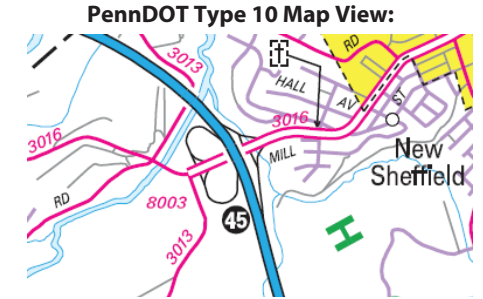 PennDOT Type 10 Map View:
3013
RD
HALL
AV
ST
3016
3016
MILL
New
Sheffield
RD
8003
45
H
3013